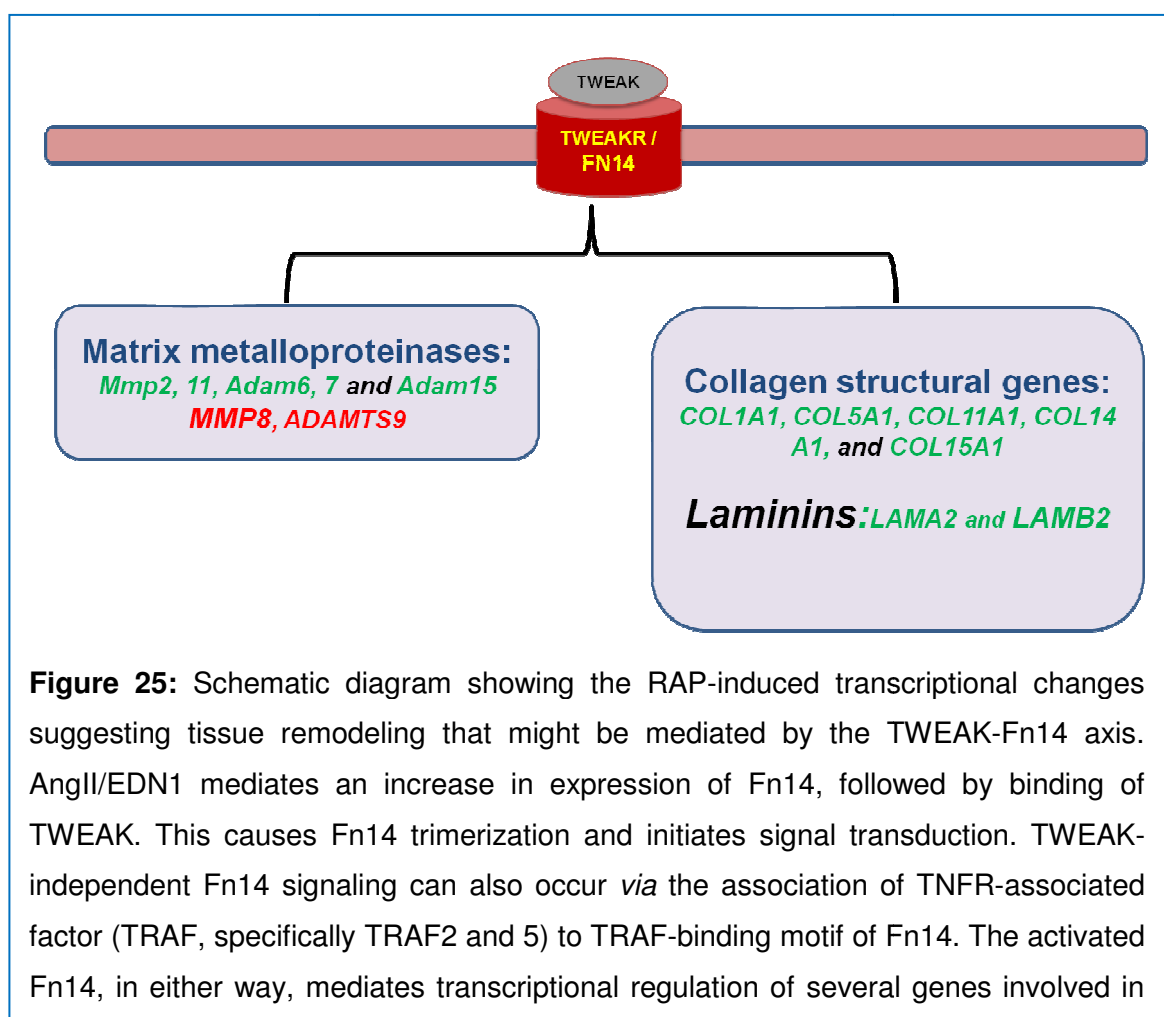 TWEAK
TWEAKR /
FN14
Matrix metalloproteinases:
Mmp2, 11, Adam6, 7 and Adam15
MMP8, ADAMTS9
Collagen structural genes:
COL1A1, COL5A1, COL11A1, COL14
A1, and COL15A1
Laminins:LAMA2 and LAMB2
Figure 25: Schematic diagram showing the RAP-induced transcriptional changes
suggesting tissue remodeling that might be mediated by the TWEAK-Fn14 axis.
AngII/EDN1 mediates an increase in expression of Fn14, followed by binding of
TWEAK. This causes Fn14 trimerization and initiates signal transduction. TWEAK-
independent Fn14 signaling can also occur via the association of TNFR-associated
factor (TRAF, specifically TRAF2 and 5) to TRAF-binding motif of Fn14. The activated
Fn14, in either way, mediates transcriptional regulation of several genes involved in